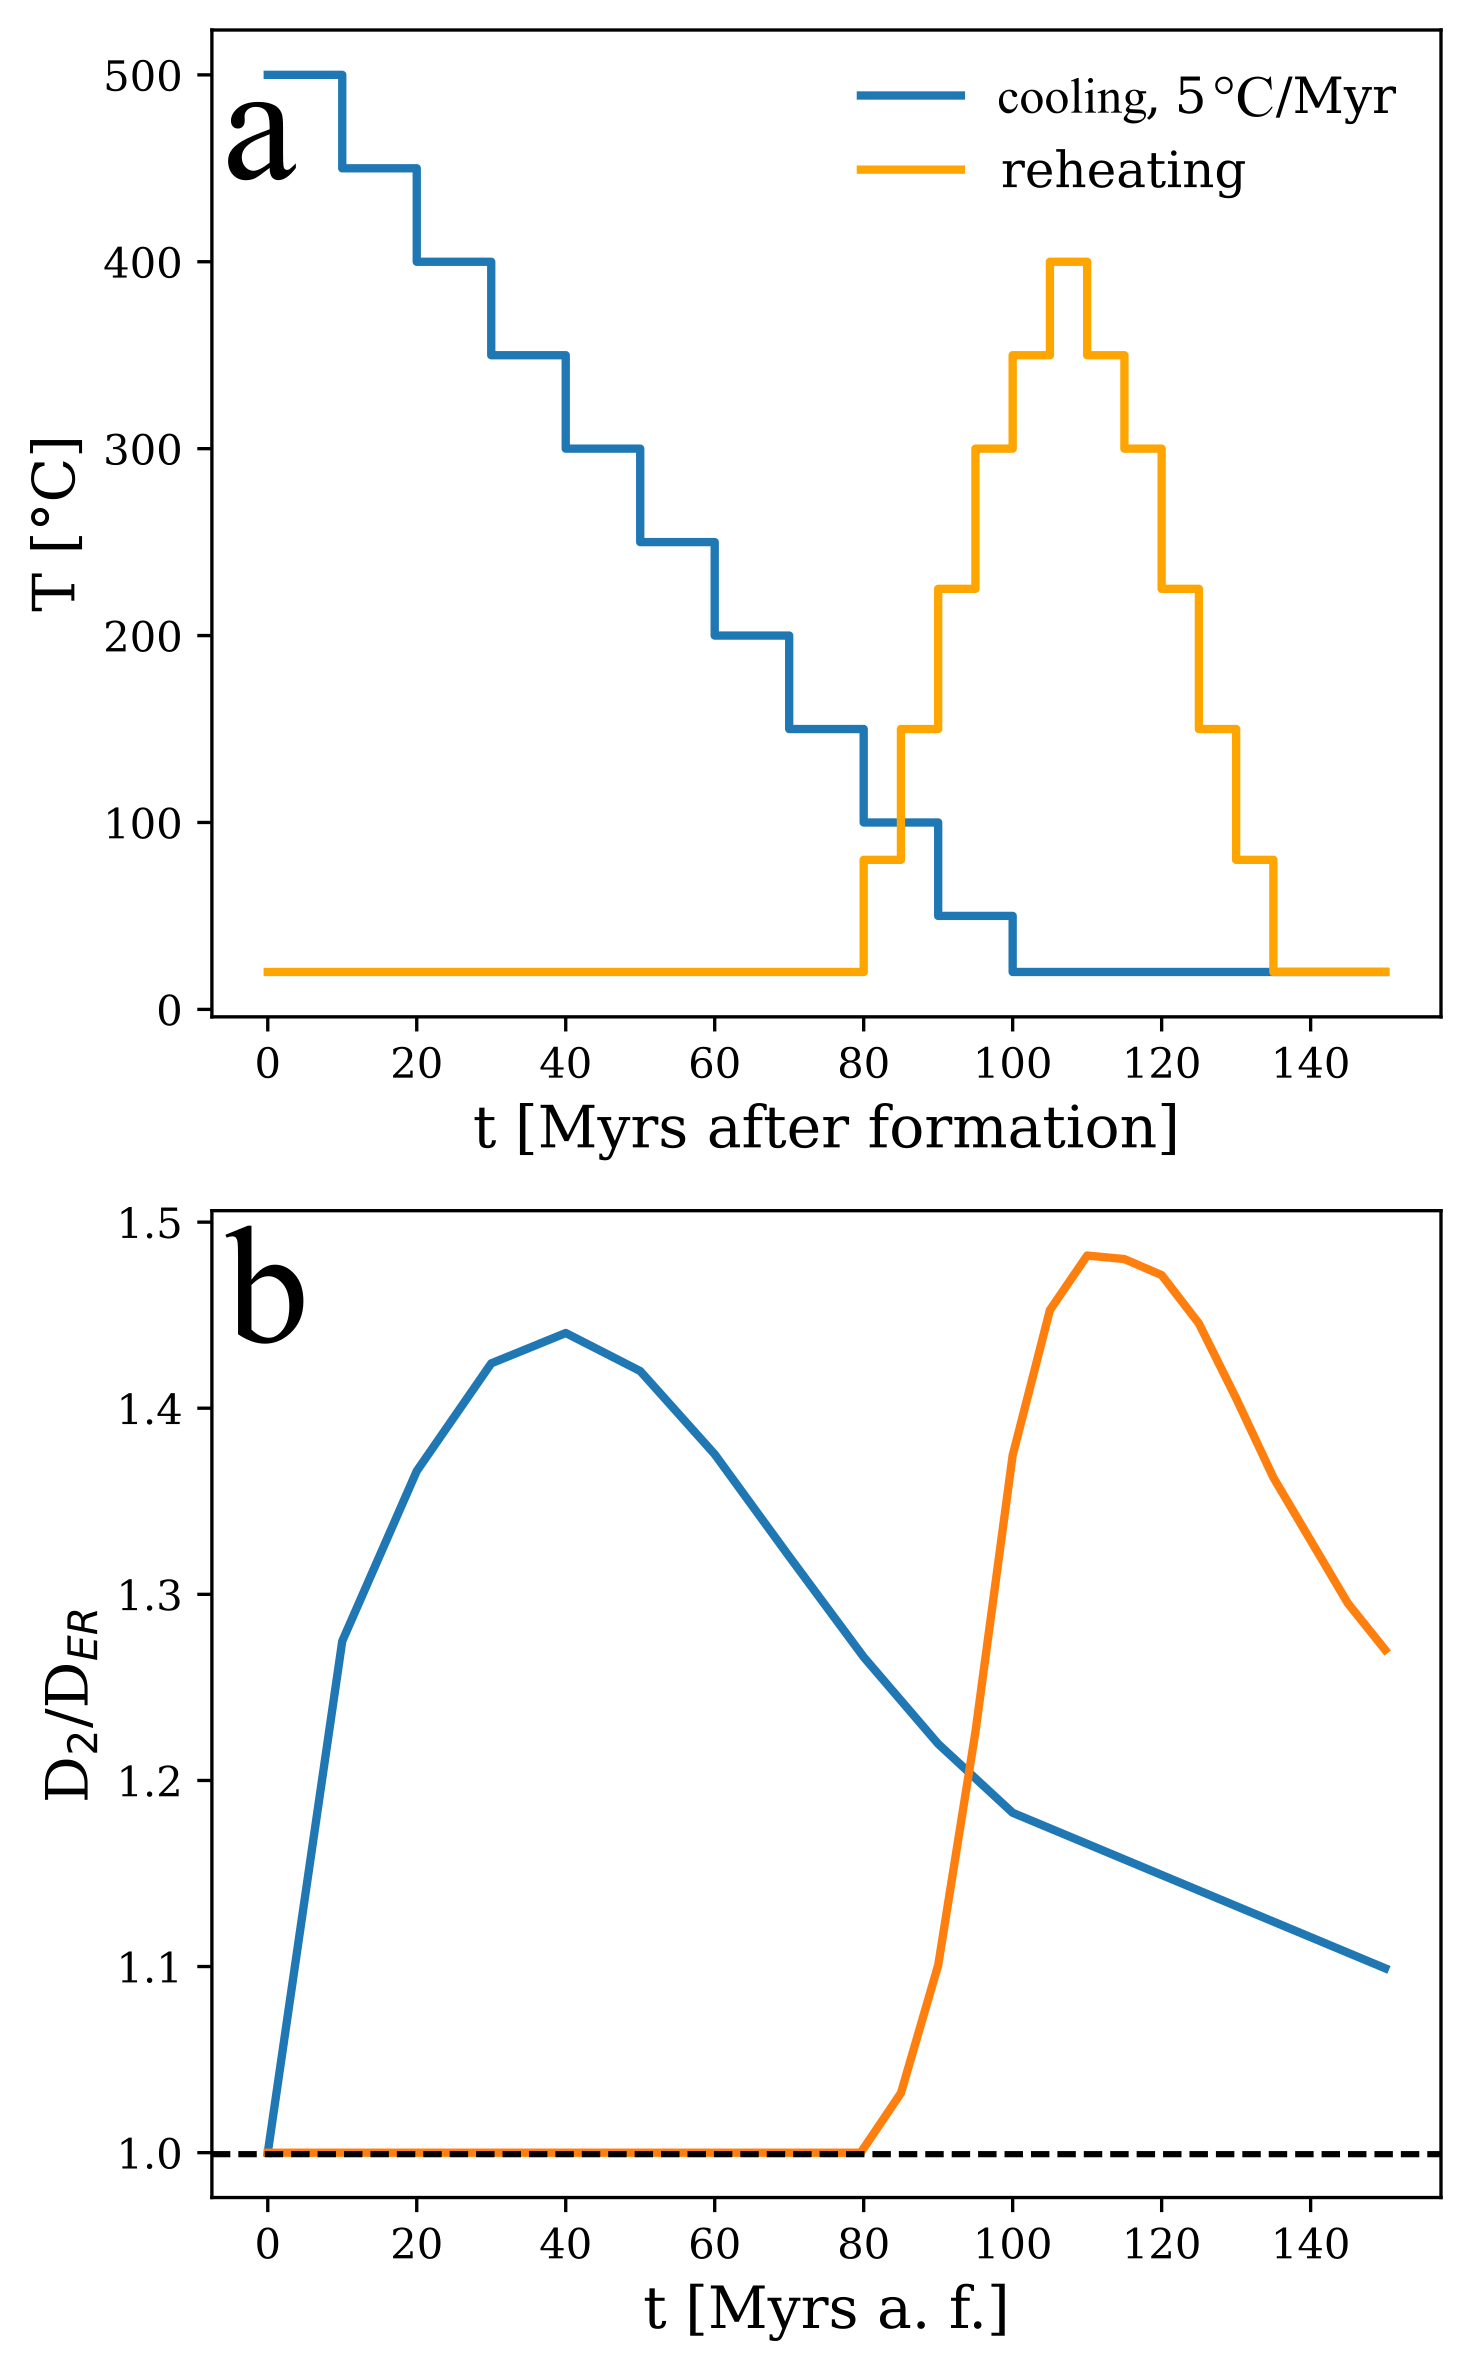 a
cooling, 5 °C/Myr
reheating
500
400
300
200
100
0
T [°C]
0 20 40 60 80 100 120 140
t [Myrs after formation]
b
1.5
1.4
1.3
1.2
1.1
1.0
D₂/D_ER
0 20 40 60 80 100 120 140
t [Myrs a. f.]